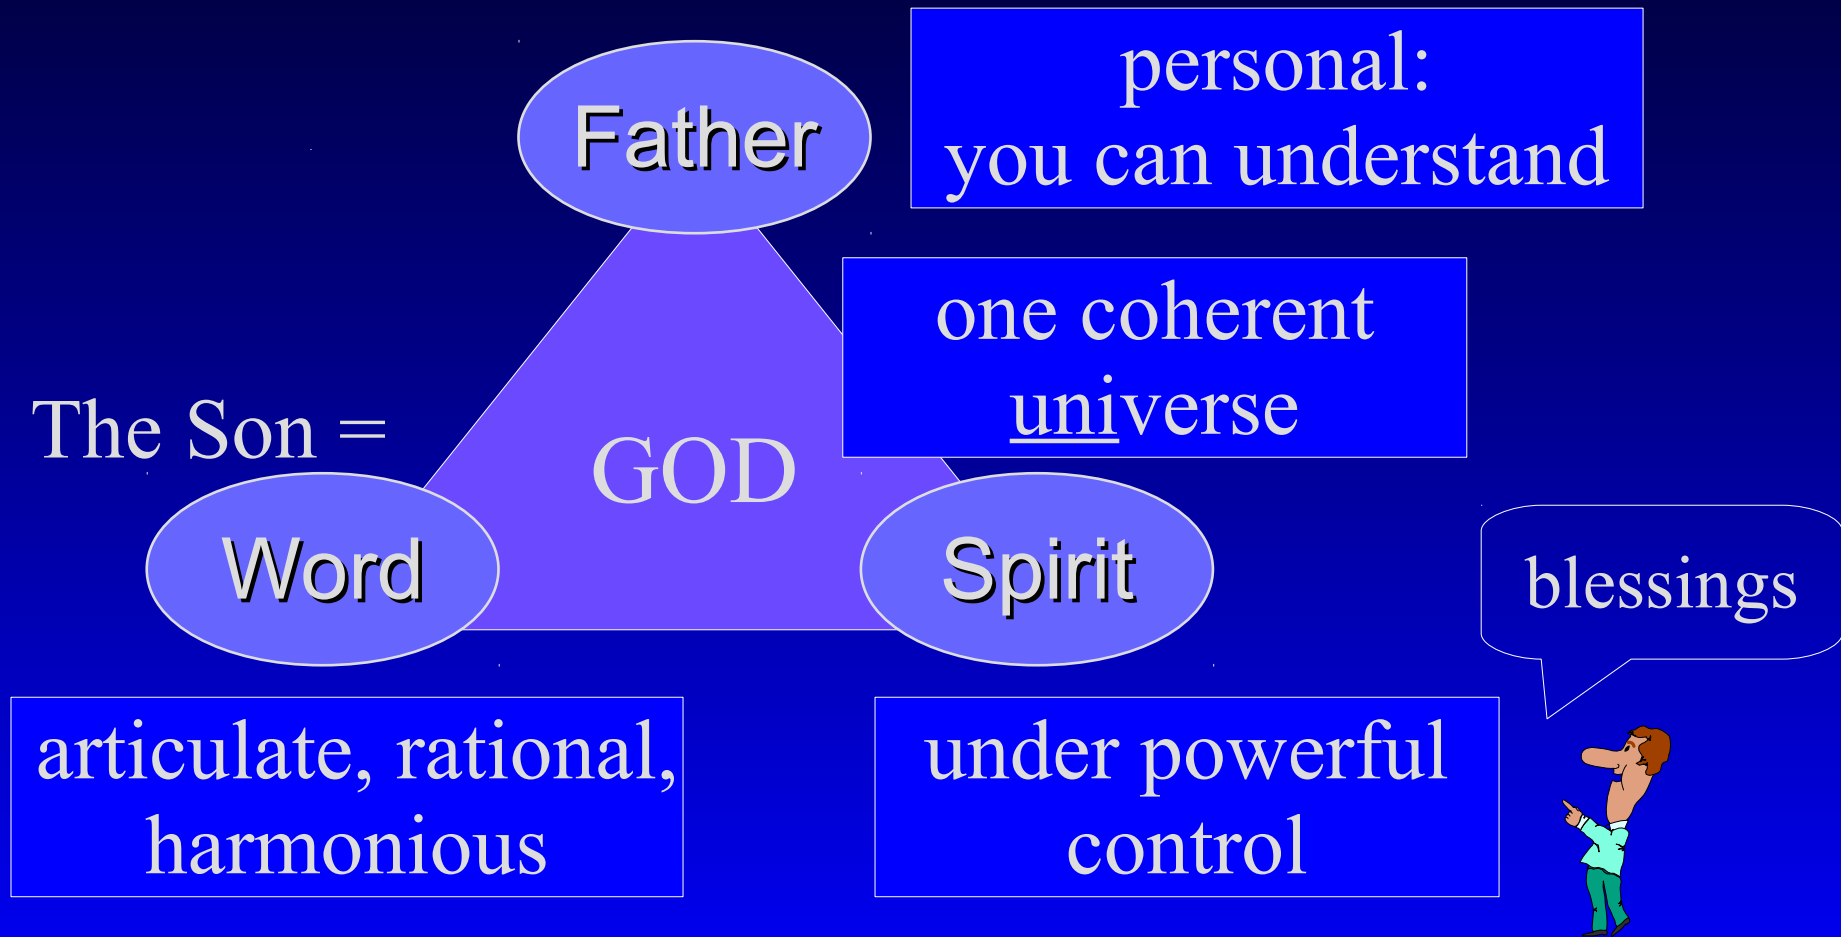 Father
personal:
you can understand
one coherent
universe
The Son =
GOD
Word
Spirit
blessings
articulate, rational,
harmonious
under powerful
control